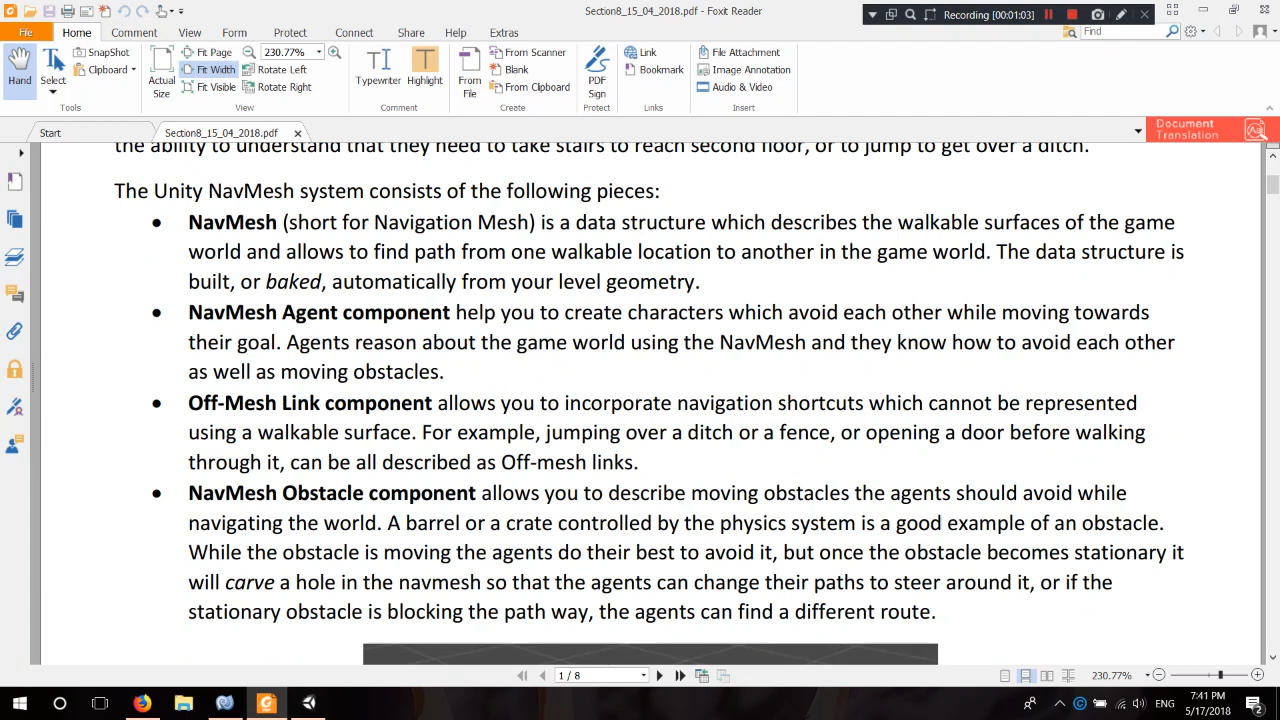 Section8_15_04_2018.pdf - Foxit Reader
Recording [00:01:03]
File Home Comment View Form Protect Connect Share Help Extras
Find
Hand
Select
SnapShot
Clipboard
Tools
Actual Size
Fit Page
Fit Width
Fit Visible
230.77%
Rotate Left
Rotate Right
View
Typewriter
Highlight
Comment
From File
From Scanner
Blank
From Clipboard
Create
PDF Sign
Protect
Link
Bookmark
Links
File Attachment
Image Annotation
Audio & Video
Insert
Start
Section8_15_04_2018.pdf
Document
Translation
the ability to understand that they need to take stairs to reach second floor, or to jump to get over a ditch.
The Unity NavMesh system consists of the following pieces:
• NavMesh (short for Navigation Mesh) is a data structure which describes the walkable surfaces of the game
world and allows to find path from one walkable location to another in the game world. The data structure is
built, or baked, automatically from your level geometry.
• NavMesh Agent component help you to create characters which avoid each other while moving towards
their goal. Agents reason about the game world using the NavMesh and they know how to avoid each other
as well as moving obstacles.
• Off-Mesh Link component allows you to incorporate navigation shortcuts which cannot be represented
using a walkable surface. For example, jumping over a ditch or a fence, or opening a door before walking
through it, can be all described as Off-mesh links.
• NavMesh Obstacle component allows you to describe moving obstacles the agents should avoid while
navigating the world. A barrel or a crate controlled by the physics system is a good example of an obstacle.
While the obstacle is moving the agents do their best to avoid it, but once the obstacle becomes stationary it
will carve a hole in the navmesh so that the agents can change their paths to steer around it, or if the
stationary obstacle is blocking the path way, the agents can find a different route.
1 / 8
230.77%
ENG
7:41 PM
5/17/2018
2